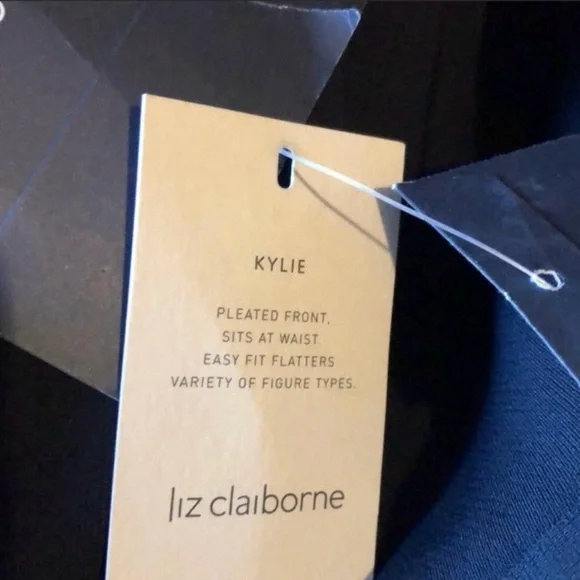 KYLIE
PLEATED FRONT,
SITS AT WAIST
EASY FIT FLATTERS
VARIETY OF FIGURE TYPES.
liz claiborne